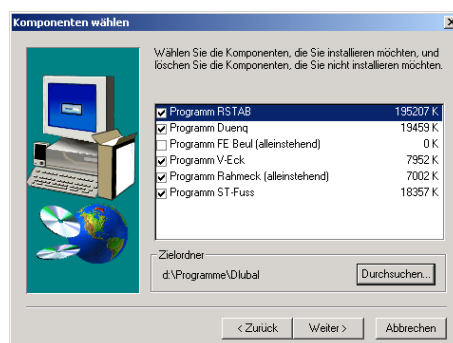 Komponenten wählen
Wählen Sie die Komponenten, die Sie installieren möchten, und
löschen Sie die Komponenten, die Sie nicht installieren möchten.
Programm RSTAB 195207 K
Programm Duenq 19459 K
Programm FE Beul (alleinstehend) 0 K
Programm V-Eck 7952 K
Programm Rahmeck (alleinstehend) 7002 K
Programm ST-Fuss 18357 K
Zielordner
d:\Programme\Dlubal
Durchsuchen...
< Zurück
Weiter >
Abbrechen